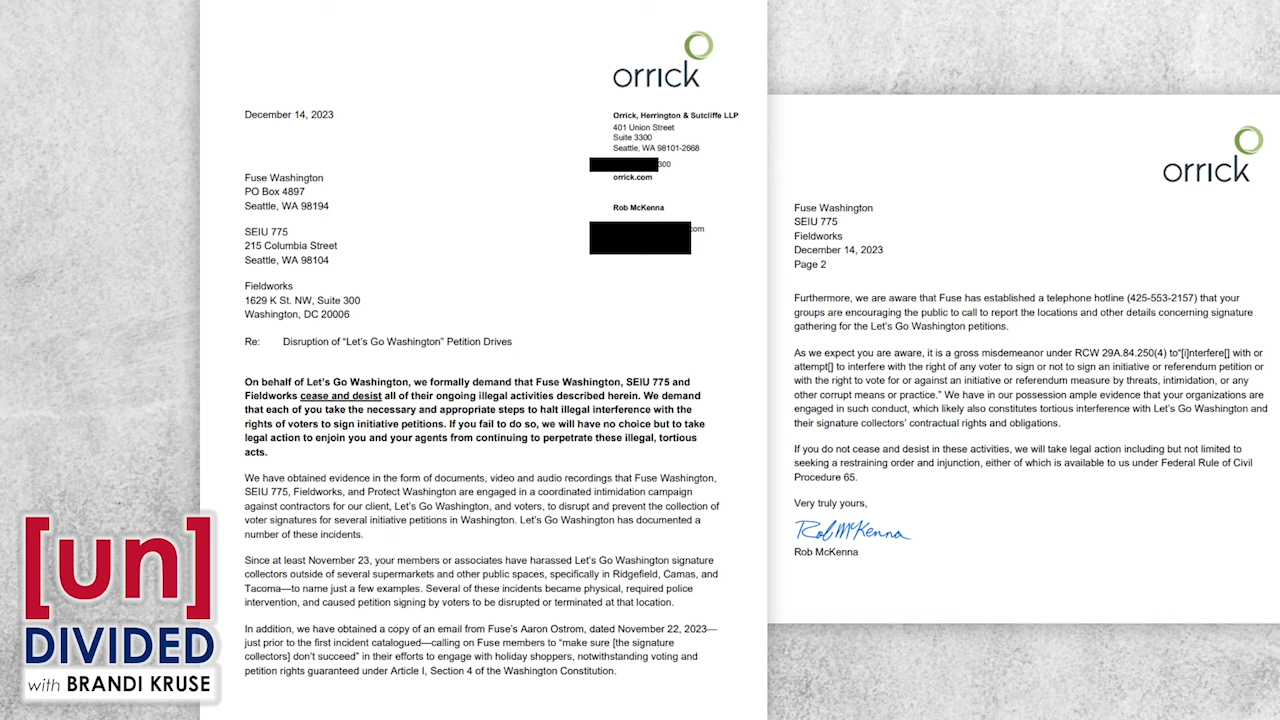 orrick
December 14, 2023
Orrick, Herrington & Sutcliffe LLP
401 Union Street
Suite 3300
Seattle, WA 98101-2668
300
orrick.com
Rob McKenna
com
Fuse Washington
PO Box 4897
Seattle, WA 98194
SEIU 775
215 Columbia Street
Seattle, WA 98104
Fieldworks
1629 K St. NW, Suite 300
Washington, DC 20006
Re: Disruption of “Let’s Go Washington” Petition Drives
On behalf of Let’s Go Washington, we formally demand that Fuse Washington, SEIU 775 and
Fieldworks cease and desist all of their ongoing illegal activities described herein. We demand
that each of you take the necessary and appropriate steps to halt illegal interference with the
rights of voters to sign initiative petitions. If you fail to do so, we will have no choice but to take
legal action to enjoin you and your agents from continuing to perpetrate these illegal, tortious
acts.
We have obtained evidence in the form of documents, video and audio recordings that Fuse Washington,
SEIU 775, Fieldworks, and Protect Washington are engaged in a coordinated intimidation campaign
against contractors for our client, Let’s Go Washington, and voters, to disrupt and prevent the collection of
voter signatures for several initiative petitions in Washington. Let’s Go Washington has documented a
number of these incidents.
Since at least November 23, your members or associates have harassed Let’s Go Washington signature
collectors outside of several supermarkets and other public spaces, specifically in Ridgefield, Camas, and
Tacoma—to name just a few examples. Several of these incidents became physical, required police
intervention, and caused petition signing by voters to be disrupted or terminated at that location.
In addition, we have obtained a copy of an email from Fuse’s Aaron Ostrom, dated November 22, 2023—
just prior to the first incident catalogued—calling on Fuse members to “make sure [the signature
collectors] don’t succeed” in their efforts to engage with holiday shoppers, notwithstanding voting and
petition rights guaranteed under Article I, Section 4 of the Washington Constitution.
orrick
Fuse Washington
SEIU 775
Fieldworks
December 14, 2023
Page 2
Furthermore, we are aware that Fuse has established a telephone hotline (425-553-2157) that your
groups are encouraging the public to call to report the locations and other details concerning signature
gathering for the Let’s Go Washington petitions.
As we expect you are aware, it is a gross misdemeanor under RCW 29A.84.250(4) to“[i]nterfere[] with or
attempt[] to interfere with the right of any voter to sign or not to sign an initiative or referendum petition or
with the right to vote for or against an initiative or referendum measure by threats, intimidation, or any
other corrupt means or practice.” We have in our possession ample evidence that your organizations are
engaged in such conduct, which likely also constitutes tortious interference with Let’s Go Washington and
their signature collectors’ contractual rights and obligations.
If you do not cease and desist in these activities, we will take legal action including but not limited to
seeking a restraining order and injunction, either of which is available to us under Federal Rule of Civil
Procedure 65.
Very truly yours,
Rob McKenna
Rob McKenna
[un]
DIVIDED
with BRANDI KRUSE